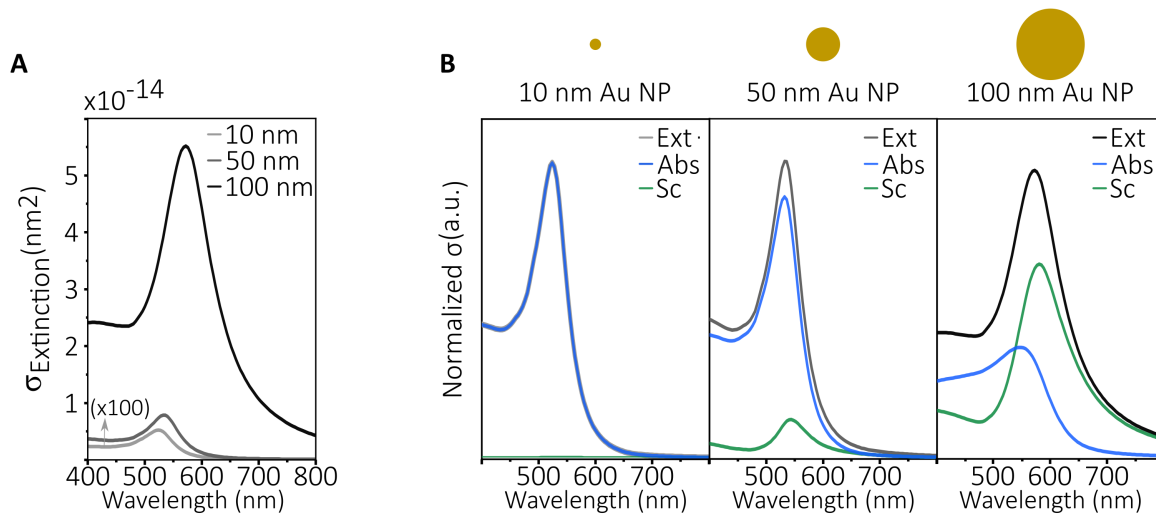 A
x10-14
σExtinction(nm2)
5
4
3
2
1
10 nm
50 nm
100 nm
(x100)
400 500 600 700 800
Wavelength (nm)
B
10 nm Au NP
50 nm Au NP
100 nm Au NP
Normalized σ(a.u.)
Ext
Abs
Sc
500 600 700
Wavelength (nm)
Ext
Abs
Sc
500 600 700
Wavelength (nm)
Ext
Abs
Sc
500 600 700
Wavelength (nm)